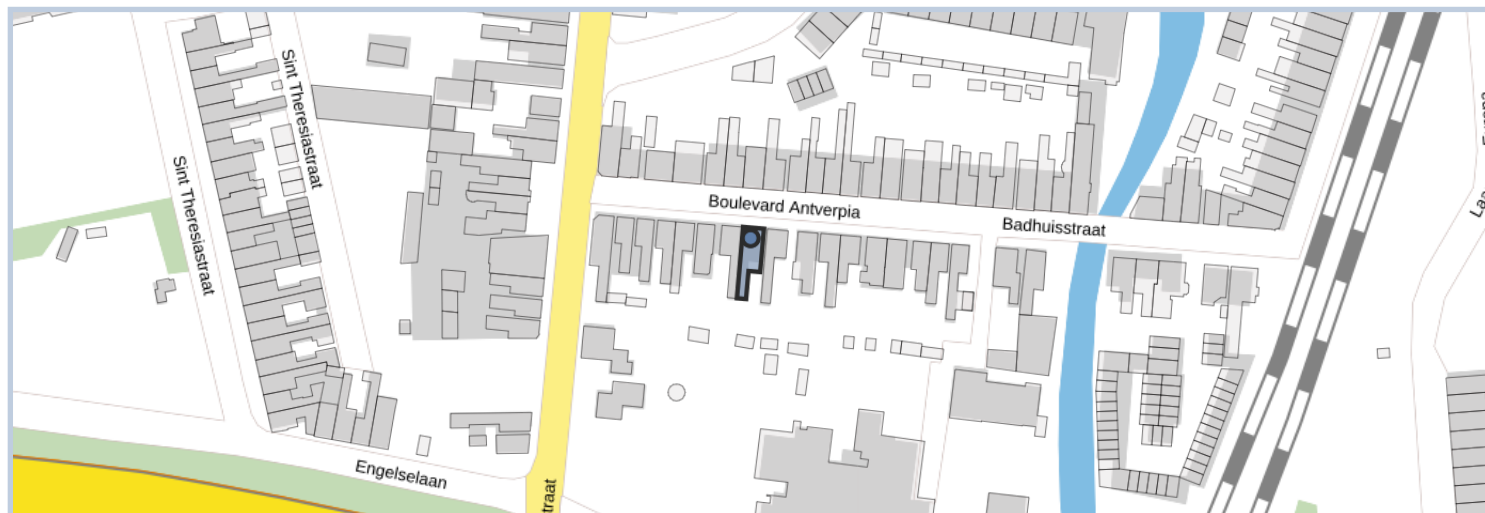 Sint Theresiastraat
Sint Theresiastraat
Boulevard Antverpia
Badhuisstraat
Engelselaan
straat